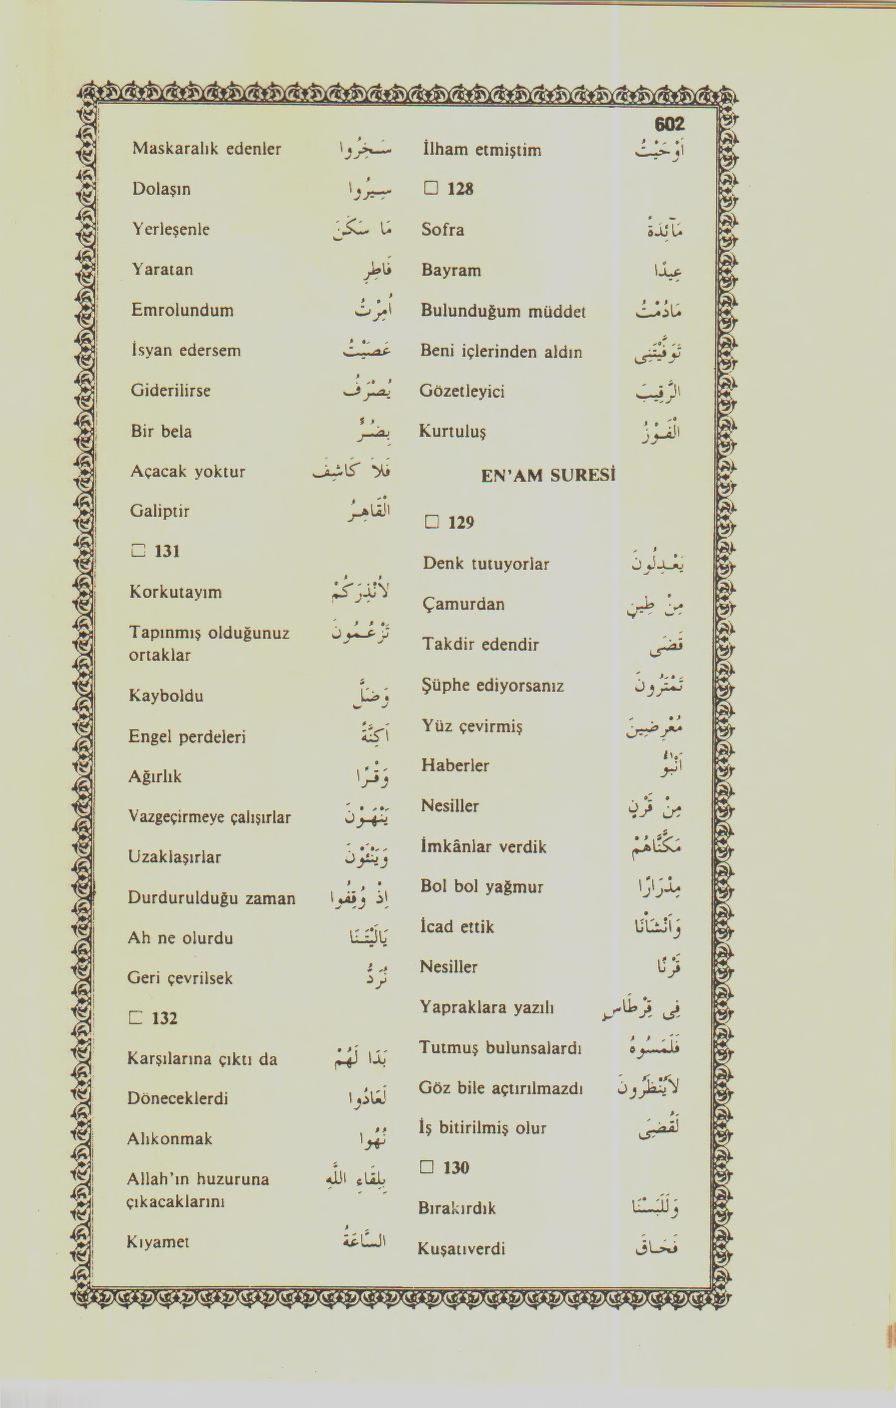 602
İlham etmiştim أَوْحَيْتُ
□ 128
Sofra مَآئِدَةً
Bayram عِيدًا
Bulunduğum müddet مَادُمْتُ
Beni içlerinden aldın تَوَفَّيْتَنِى
Gözetleyici الرَّقِيبَ
Kurtuluş الْفَوْزُ
EN'AM SURESİ
□ 129
Denk tutuyorlar يَعْدِلُونَ
Çamurdan مِنْ طِينٍ
Takdir edendir قَضَى
Şüphe ediyorsanız تَمْتَرُونَ
Yüz çevirmiş مُعْرِضِينَ
Haberler أَنْبٰؤُ
Nesiller مِنْ قَرْنٍ
İmkânlar verdik مَكَّنَّاهُمْ
Bol bol yağmur مِدْرَارًا
İcad ettik وَأَنْشَأْنَا
Nesiller قَرْنًا
Yapraklara yazılı فِى قِرْطَاسٍ
Tutmuş bulunsalardı فَلَمَسُوهُ
Göz bile açtırılmazdı لَايُنْظَرُونَ
İş bitirilmiş olur لَقُضِىَ
□ 130
Bırakırdık وَلَلَبَسْنَا
Kuşatıverdi فَحَاقَ
Maskaralık edenler سَخِرُوا
Dolaşın سِيرُوا
Yerleşenle مَا سَكَنَ
Yaratan فَاطِرِ
Emrolundum أُمِرْتُ
İsyan edersem عَصَيْتُ
Giderilirse يُصْرَفْ
Bir bela بِضُرٍّ
Açacak yoktur فَلَا كَاشِفَ
Galiptir الْقَاهِرُ
□ 131
Korkutayım لِأُنْذِرَكُمْ
Tapınmış olduğunuz تَزْعُمُونَ
ortaklar
Kayboldu وَضَلَّ
Engel perdeleri أَكِنَّةً
Ağırlık وَقْرًا
Vazgeçirmeye çalışırlar يَنْهَوْنَ
Uzaklaşırlar وَيَنْئَوْنَ
Durdurulduğu zaman إِذْ وُقِفُوا
Ah ne olurdu يَالَيْتَنَا
Geri çevrilsek نُرَدُّ
□ 132
Karşılarına çıktı da بَدَا لَهُمْ
Döneceklerdi لَعَادُوا
Alıkonmak نُهُوا
Allah'ın huzuruna بِلِقَاءِ اللَّهِ
çıkacaklarını
Kıyamet السَّاعَةُ